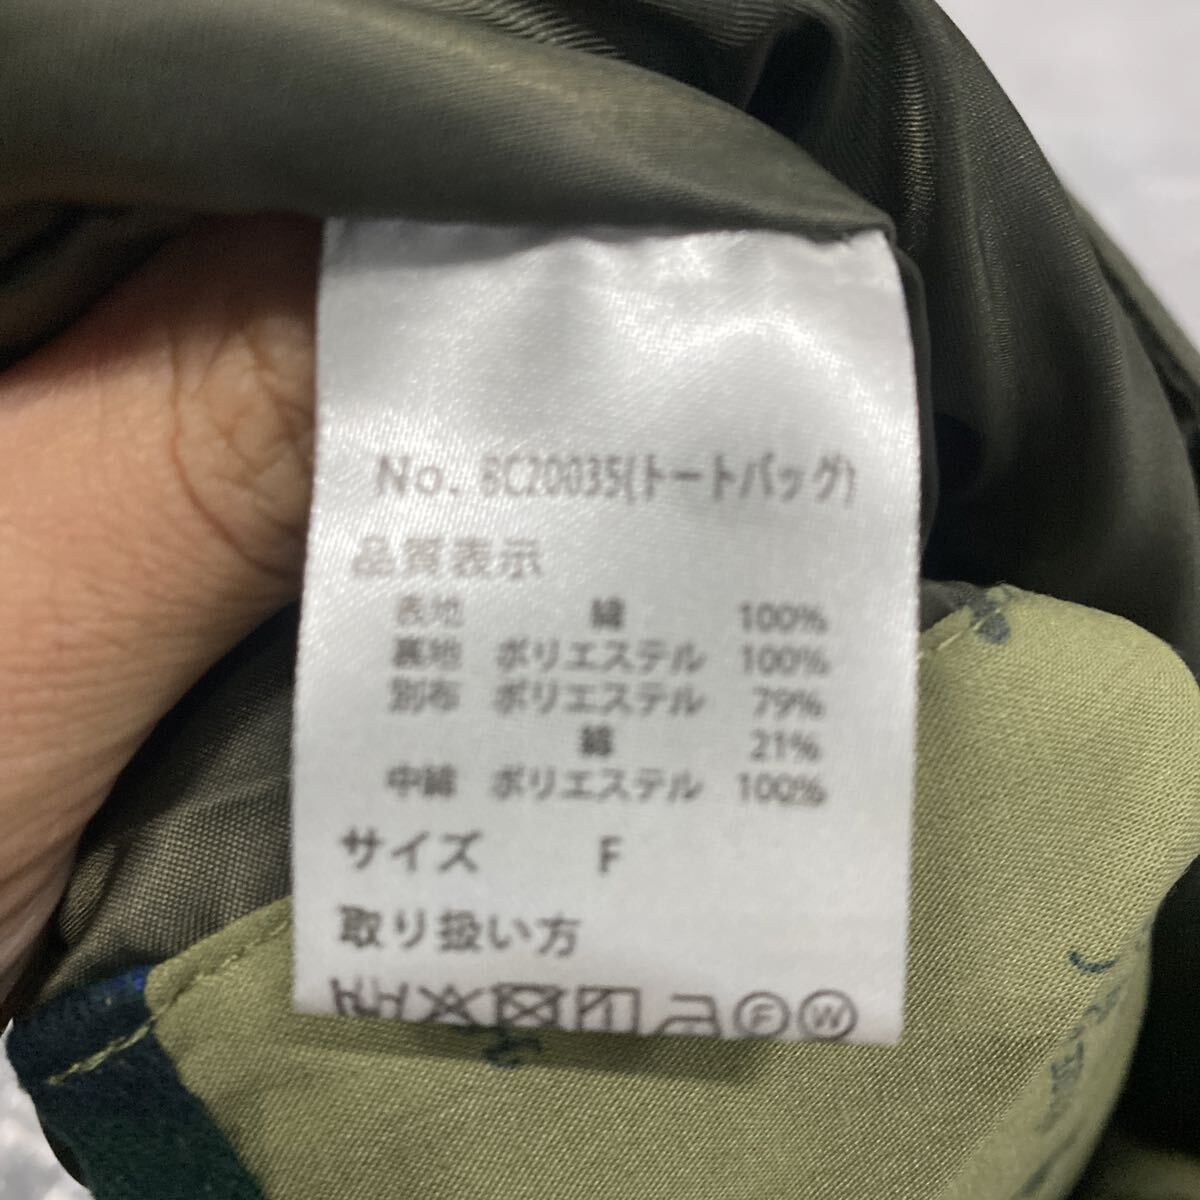 No. BC20035(トートバッグ)
品質表示
表地 綿 100%
裏地 ポリエステル 100%
別布 ポリエステル 79%
綿 21%
中綿 ポリエステル 100%
サイズ F
取り扱い方
F W